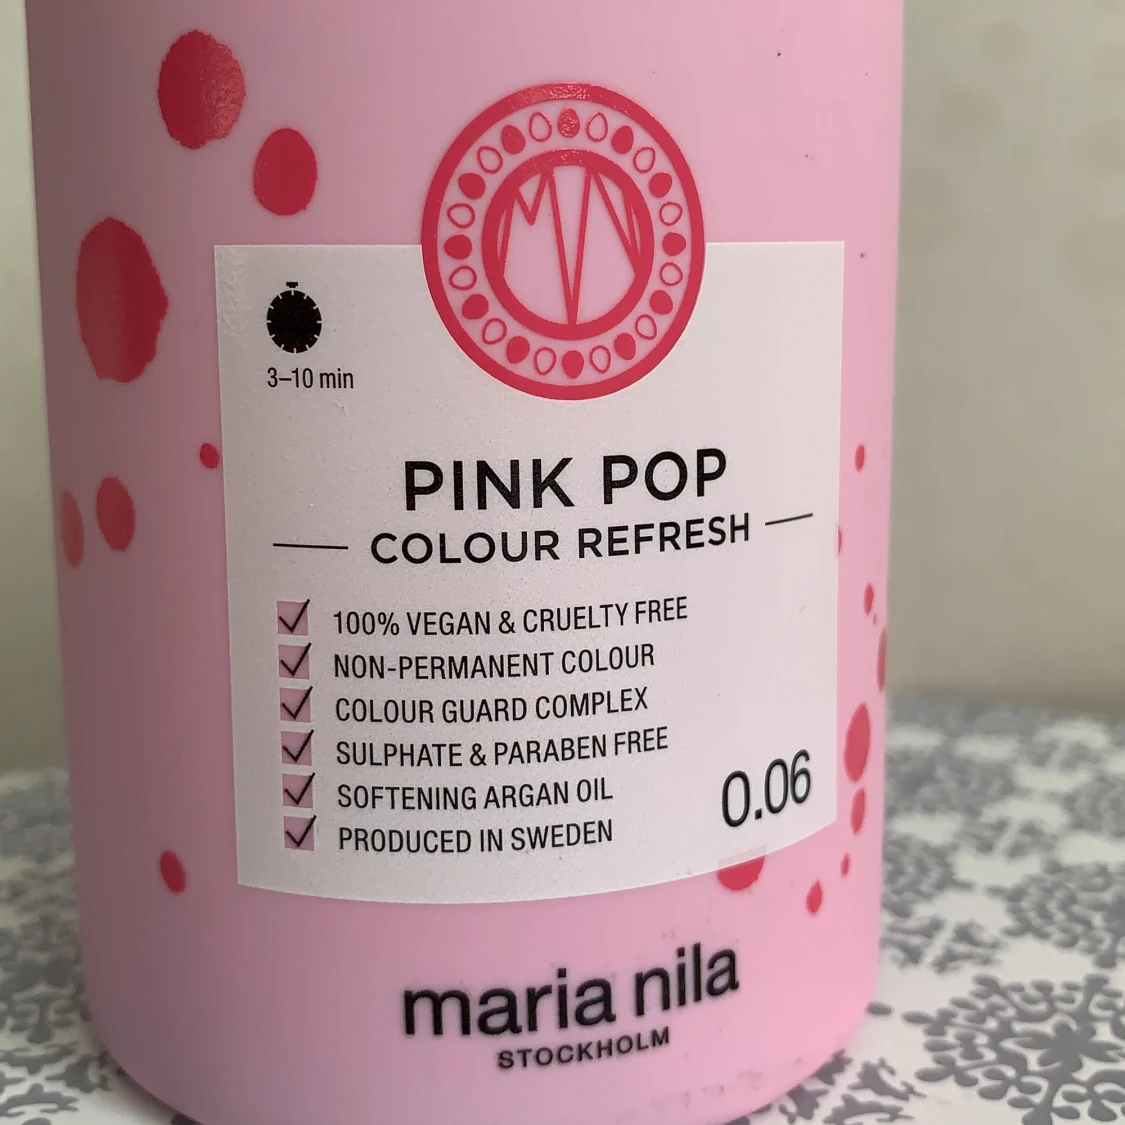 MN
3–10 min
PINK POP
COLOUR REFRESH
100% VEGAN & CRUELTY FREE
NON-PERMANENT COLOUR
COLOUR GUARD COMPLEX
SULPHATE & PARABEN FREE
SOFTENING ARGAN OIL
PRODUCED IN SWEDEN
0.06
maria nila
STOCKHOLM